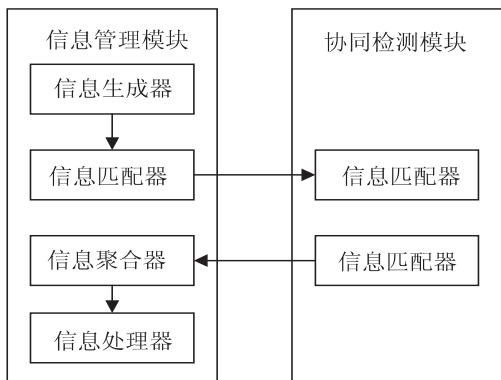 信息管理模块
信息生成器
信息匹配器
信息聚合器
信息处理器
协同检测模块
信息匹配器
信息匹配器